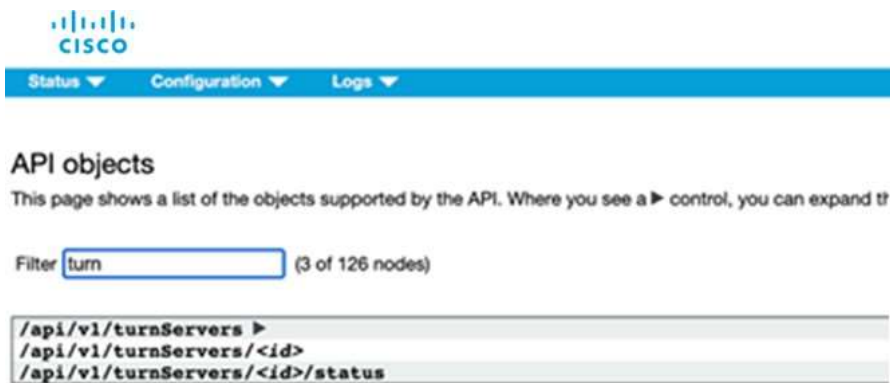 CISCO
Status Configuration Logs
API objects
This page shows a list of the objects supported by the API. Where you see a ▶ control, you can expand th
Filter turn (3 of 126 nodes)
/api/v1/turnServers ▶
/api/v1/turnServers/<id>
/api/v1/turnServers/<id>/status